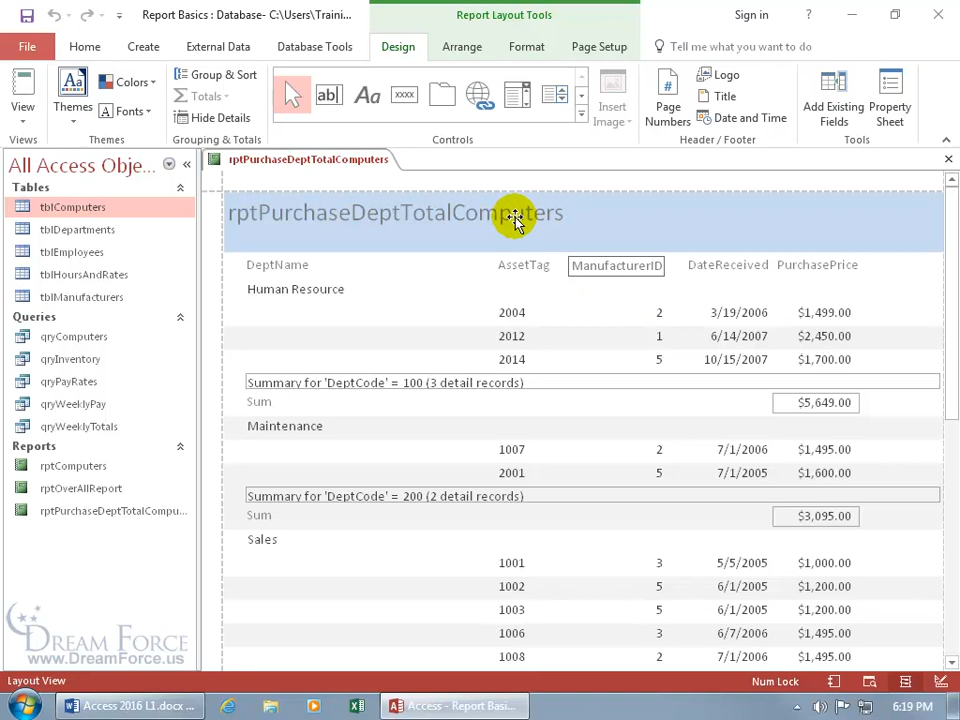 Report Basics : Database- C:\Users\Traini...
Report Layout Tools
Sign in
?
File
Home
Create
External Data
Database Tools
Design
Arrange
Format
Page Setup
Tell me what you want to do
View
Views
Aa
Themes
Colors
Fonts
Themes
Group & Sort
Totals
Hide Details
Grouping & Totals
ab|
Aa
xxxx
Controls
Insert
Image
#
Page
Numbers
Logo
Title
Date and Time
Header / Footer
Add Existing
Fields
Property
Sheet
Tools
All Access Obje...
Tables
tblComputers
tblDepartments
tblEmployees
tblHoursAndRates
tblManufacturers
Queries
qryComputers
qryInventory
qryPayRates
qryWeeklyPay
qryWeeklyTotals
Reports
rptComputers
rptOverAllReport
rptPurchaseDeptTotalCompu...
DREAM FORCE
www.DreamForce.us
rptPurchaseDeptTotalComputers
rptPurchaseDeptTotalComputers
DeptName AssetTag ManufacturerID DateReceived PurchasePrice
Human Resource
2004 2 3/19/2006 $1,499.00
2012 1 6/14/2007 $2,450.00
2014 5 10/15/2007 $1,700.00
Summary for 'DeptCode' = 100 (3 detail records)
Sum $5,649.00
Maintenance
1007 2 7/1/2006 $1,495.00
2001 5 7/1/2005 $1,600.00
Summary for 'DeptCode' = 200 (2 detail records)
Sum $3,095.00
Sales
1001 3 5/5/2005 $1,000.00
1002 5 6/1/2005 $1,200.00
1003 5 6/1/2005 $1,200.00
1006 3 6/7/2006 $1,495.00
1008 2 7/1/2006 $1,495.00
Layout View
Num Lock
Access 2016 L1.docx ...
Access - Report Basi...
6:19 PM